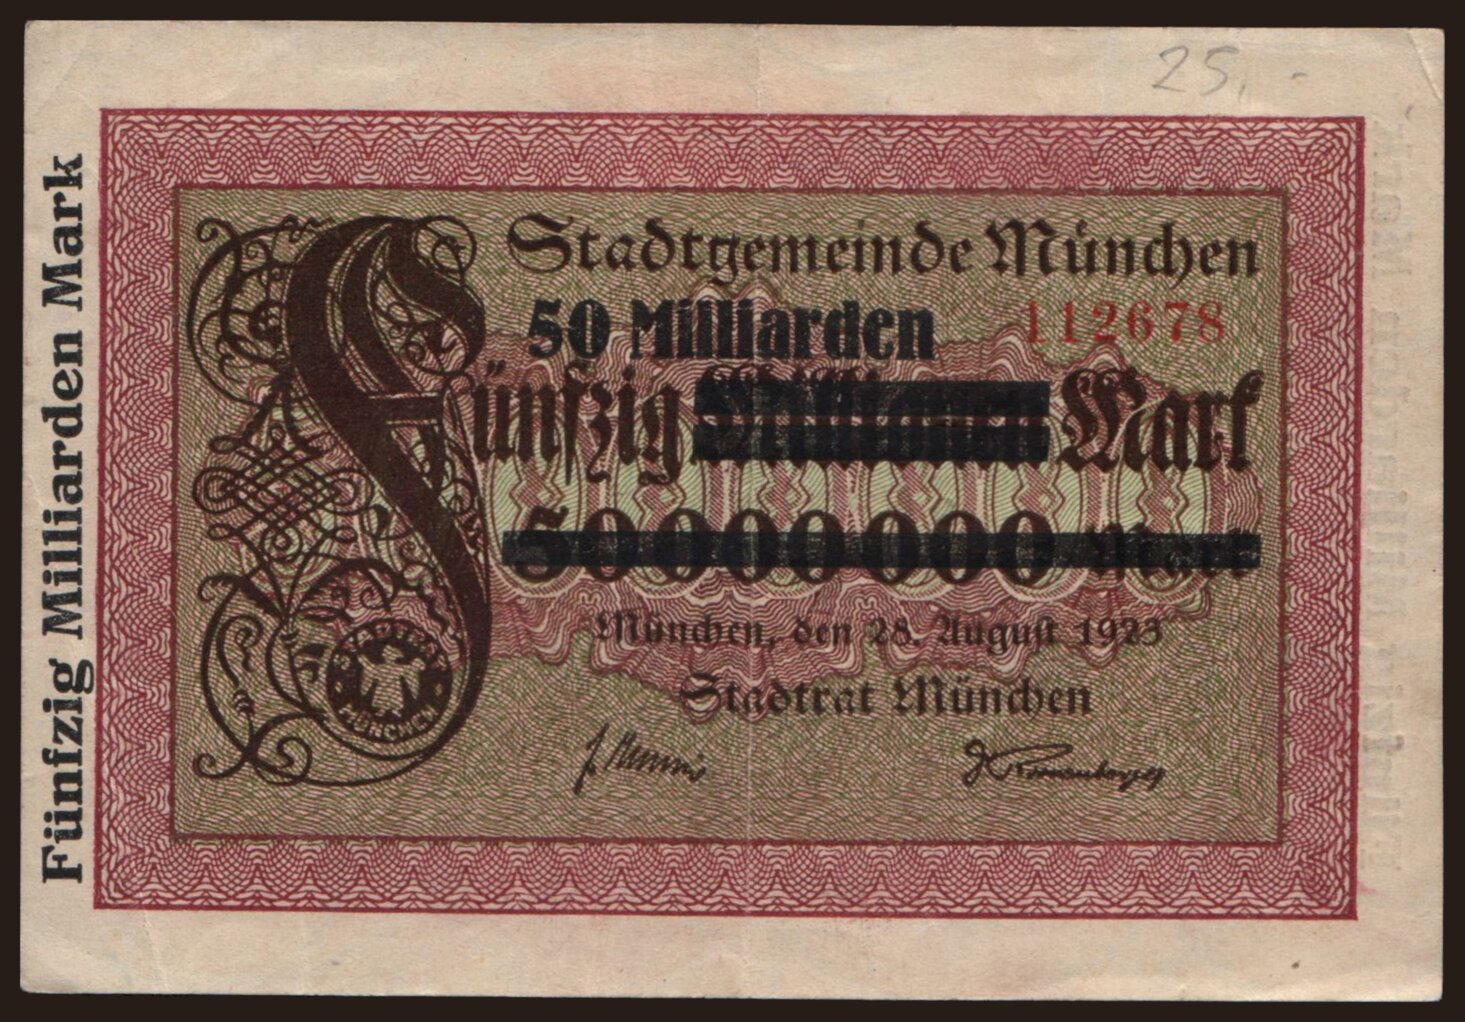 25.-
Fünfzig Milliarden Mark
Stadtgemeinde München
50 Milliarden
112678
Fünfzig Millionen Mark
50000000 Mark
München, den 28. August 1923
Stadtrat München